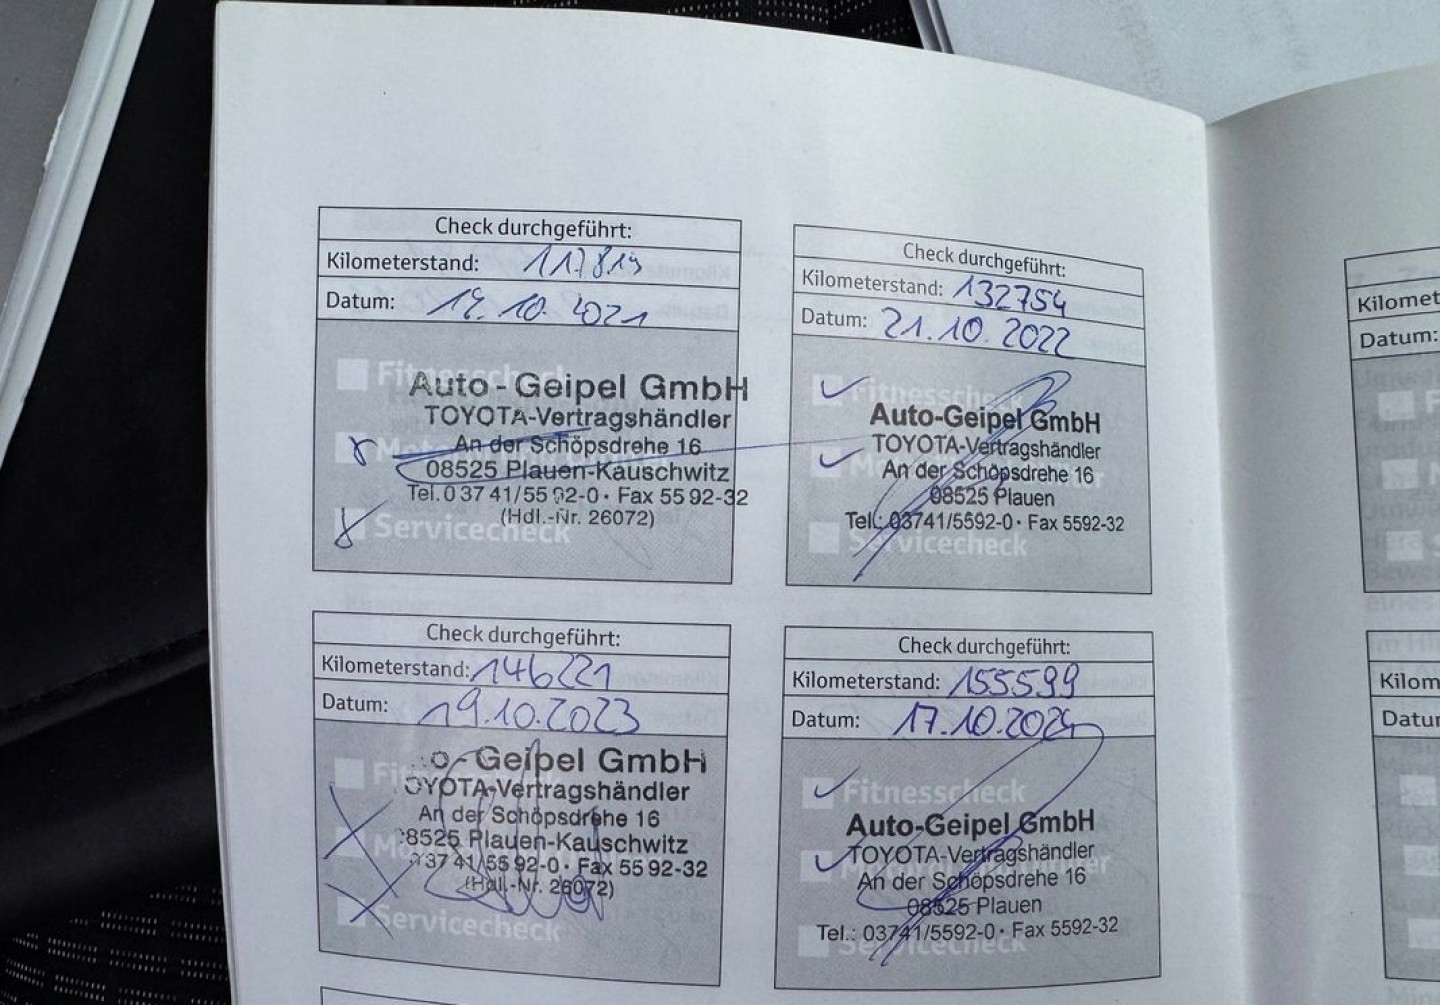 Check durchgeführt:
Kilometerstand: 117819
Datum: 19.10.2021
Fitnesscheck
Auto-Geipel GmbH
TOYOTA-Vertragshändler
An der Schöpsdrehe 16
08525 Plauen-Kauschwitz
Tel. 0 37 41/55 92-0 · Fax 55 92-32
(Hdl.-Nr. 26072)
Servicecheck
Check durchgeführt:
Kilometerstand: 132754
Datum: 21.10.2022
Fitnesscheck
Auto-Geipel GmbH
TOYOTA-Vertragshändler
An der Schöpsdrehe 16
08525 Plauen
Tel.: 03741/5592-0 · Fax 5592-32
Servicecheck
Check durchgeführt:
Kilometerstand: 146221
Datum: 19.10.2023
o-Geipel GmbH
OYOTA-Vertragshändler
An der Schöpsdrehe 16
8525 Plauen-Kauschwitz
37 41/55 92-0 · Fax 55 92-32
(Hdl.-Nr. 26072)
Servicecheck
Check durchgeführt:
Kilometerstand: 155599
Datum: 17.10.2024
Fitnesscheck
Auto-Geipel GmbH
TOYOTA-Vertragshändler
An der Schöpsdrehe 16
08525 Plauen
Tel.: 03741/5592-0 · Fax 5592-32
Kilomet
Datum:
Kilom
Datu